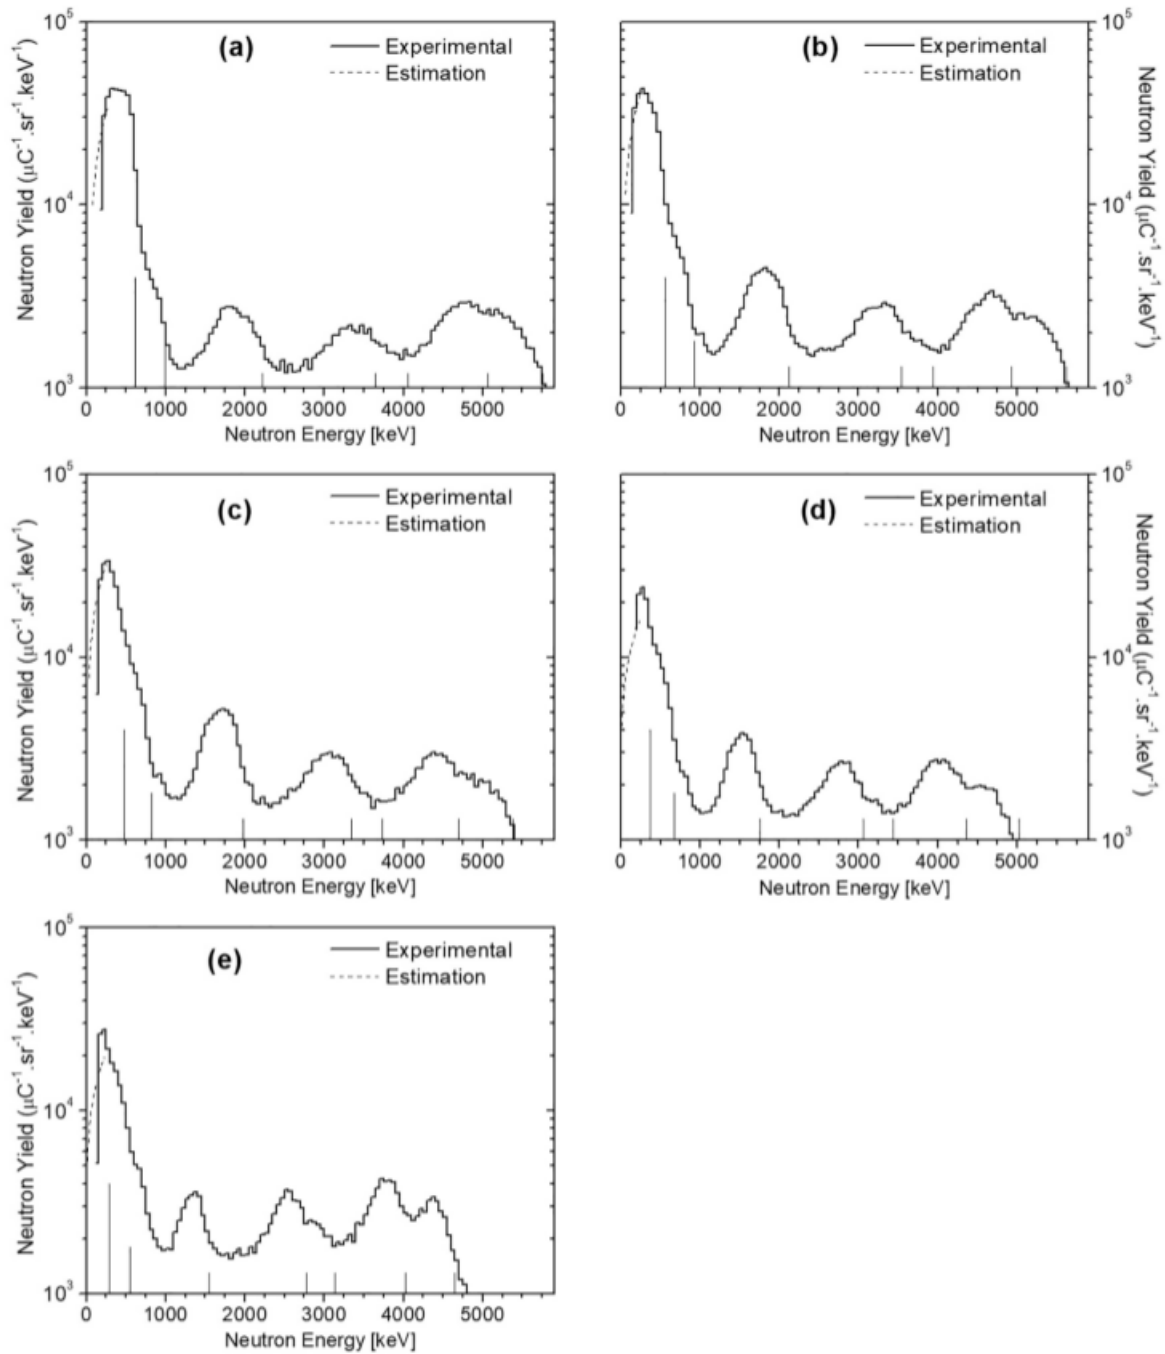 (a)
Experimental
Estimation
Neutron Yield (μC⁻¹.sr⁻¹.keV⁻¹)
10⁵
10⁴
10³
0 1000 2000 3000 4000 5000
Neutron Energy [keV]
(b)
Experimental
Estimation
10⁵
10⁴
10³
Neutron Yield (μC⁻¹.sr⁻¹.keV⁻¹)
0 1000 2000 3000 4000 5000
Neutron Energy [keV]
(c)
Experimental
Estimation
Neutron Yield (μC⁻¹.sr⁻¹.keV⁻¹)
10⁵
10⁴
10³
0 1000 2000 3000 4000 5000
Neutron Energy [keV]
(d)
Experimental
Estimation
10⁵
10⁴
10³
Neutron Yield (μC⁻¹.sr⁻¹.keV⁻¹)
0 1000 2000 3000 4000 5000
Neutron Energy [keV]
(e)
Experimental
Estimation
Neutron Yield (μC⁻¹.sr⁻¹.keV⁻¹)
10⁵
10⁴
10³
0 1000 2000 3000 4000 5000
Neutron Energy [keV]